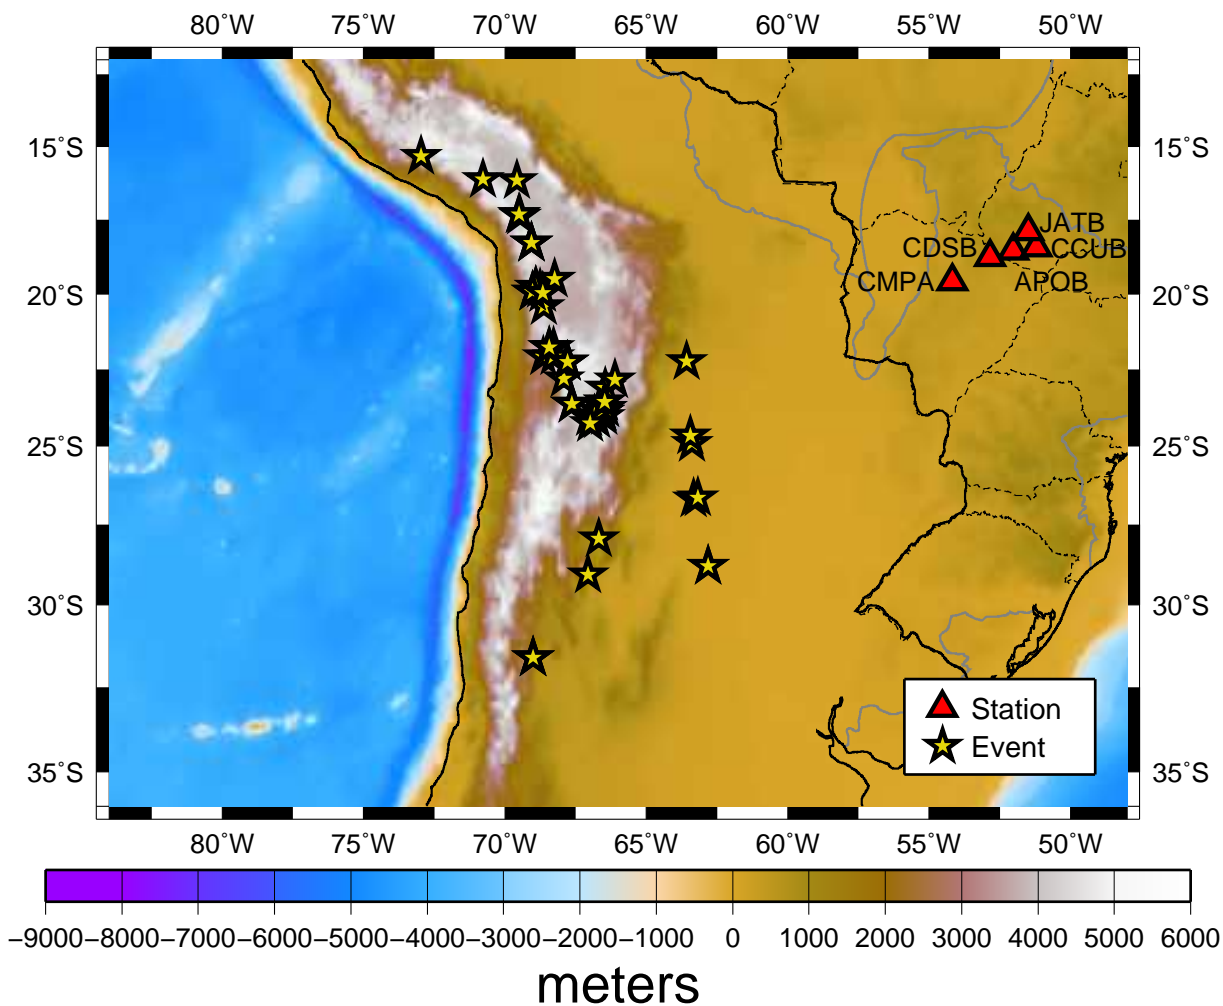 80˚W 75˚W 70˚W 65˚W 60˚W 55˚W 50˚W
15˚S 15˚S
JATB
CDSB CCUB
CMPA APOB
20˚S 20˚S
25˚S 25˚S
30˚S 30˚S
Station
Event
35˚S 35˚S
80˚W 75˚W 70˚W 65˚W 60˚W 55˚W 50˚W
−9000 −8000 −7000 −6000 −5000 −4000 −3000 −2000 −1000 0 1000 2000 3000 4000 5000 6000
meters